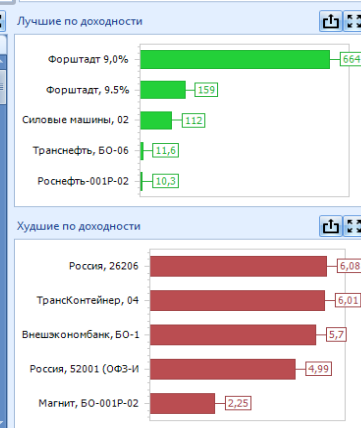 Лучшие по доходности
Форштадт 9,0%
664
Форштадт, 9.5%
159
Силовые машины, 02
112
Транснефть, БО-06
11,6
Роснефть-001Р-02
10,3
Худшие по доходности
Россия, 26206
6,08
ТрансКонтейнер, 04
6,01
Внешэкономбанк, БО-1
5,7
Россия, 52001 (ОФЗ-И
4,99
Магнит, БО-001Р-02
2,25